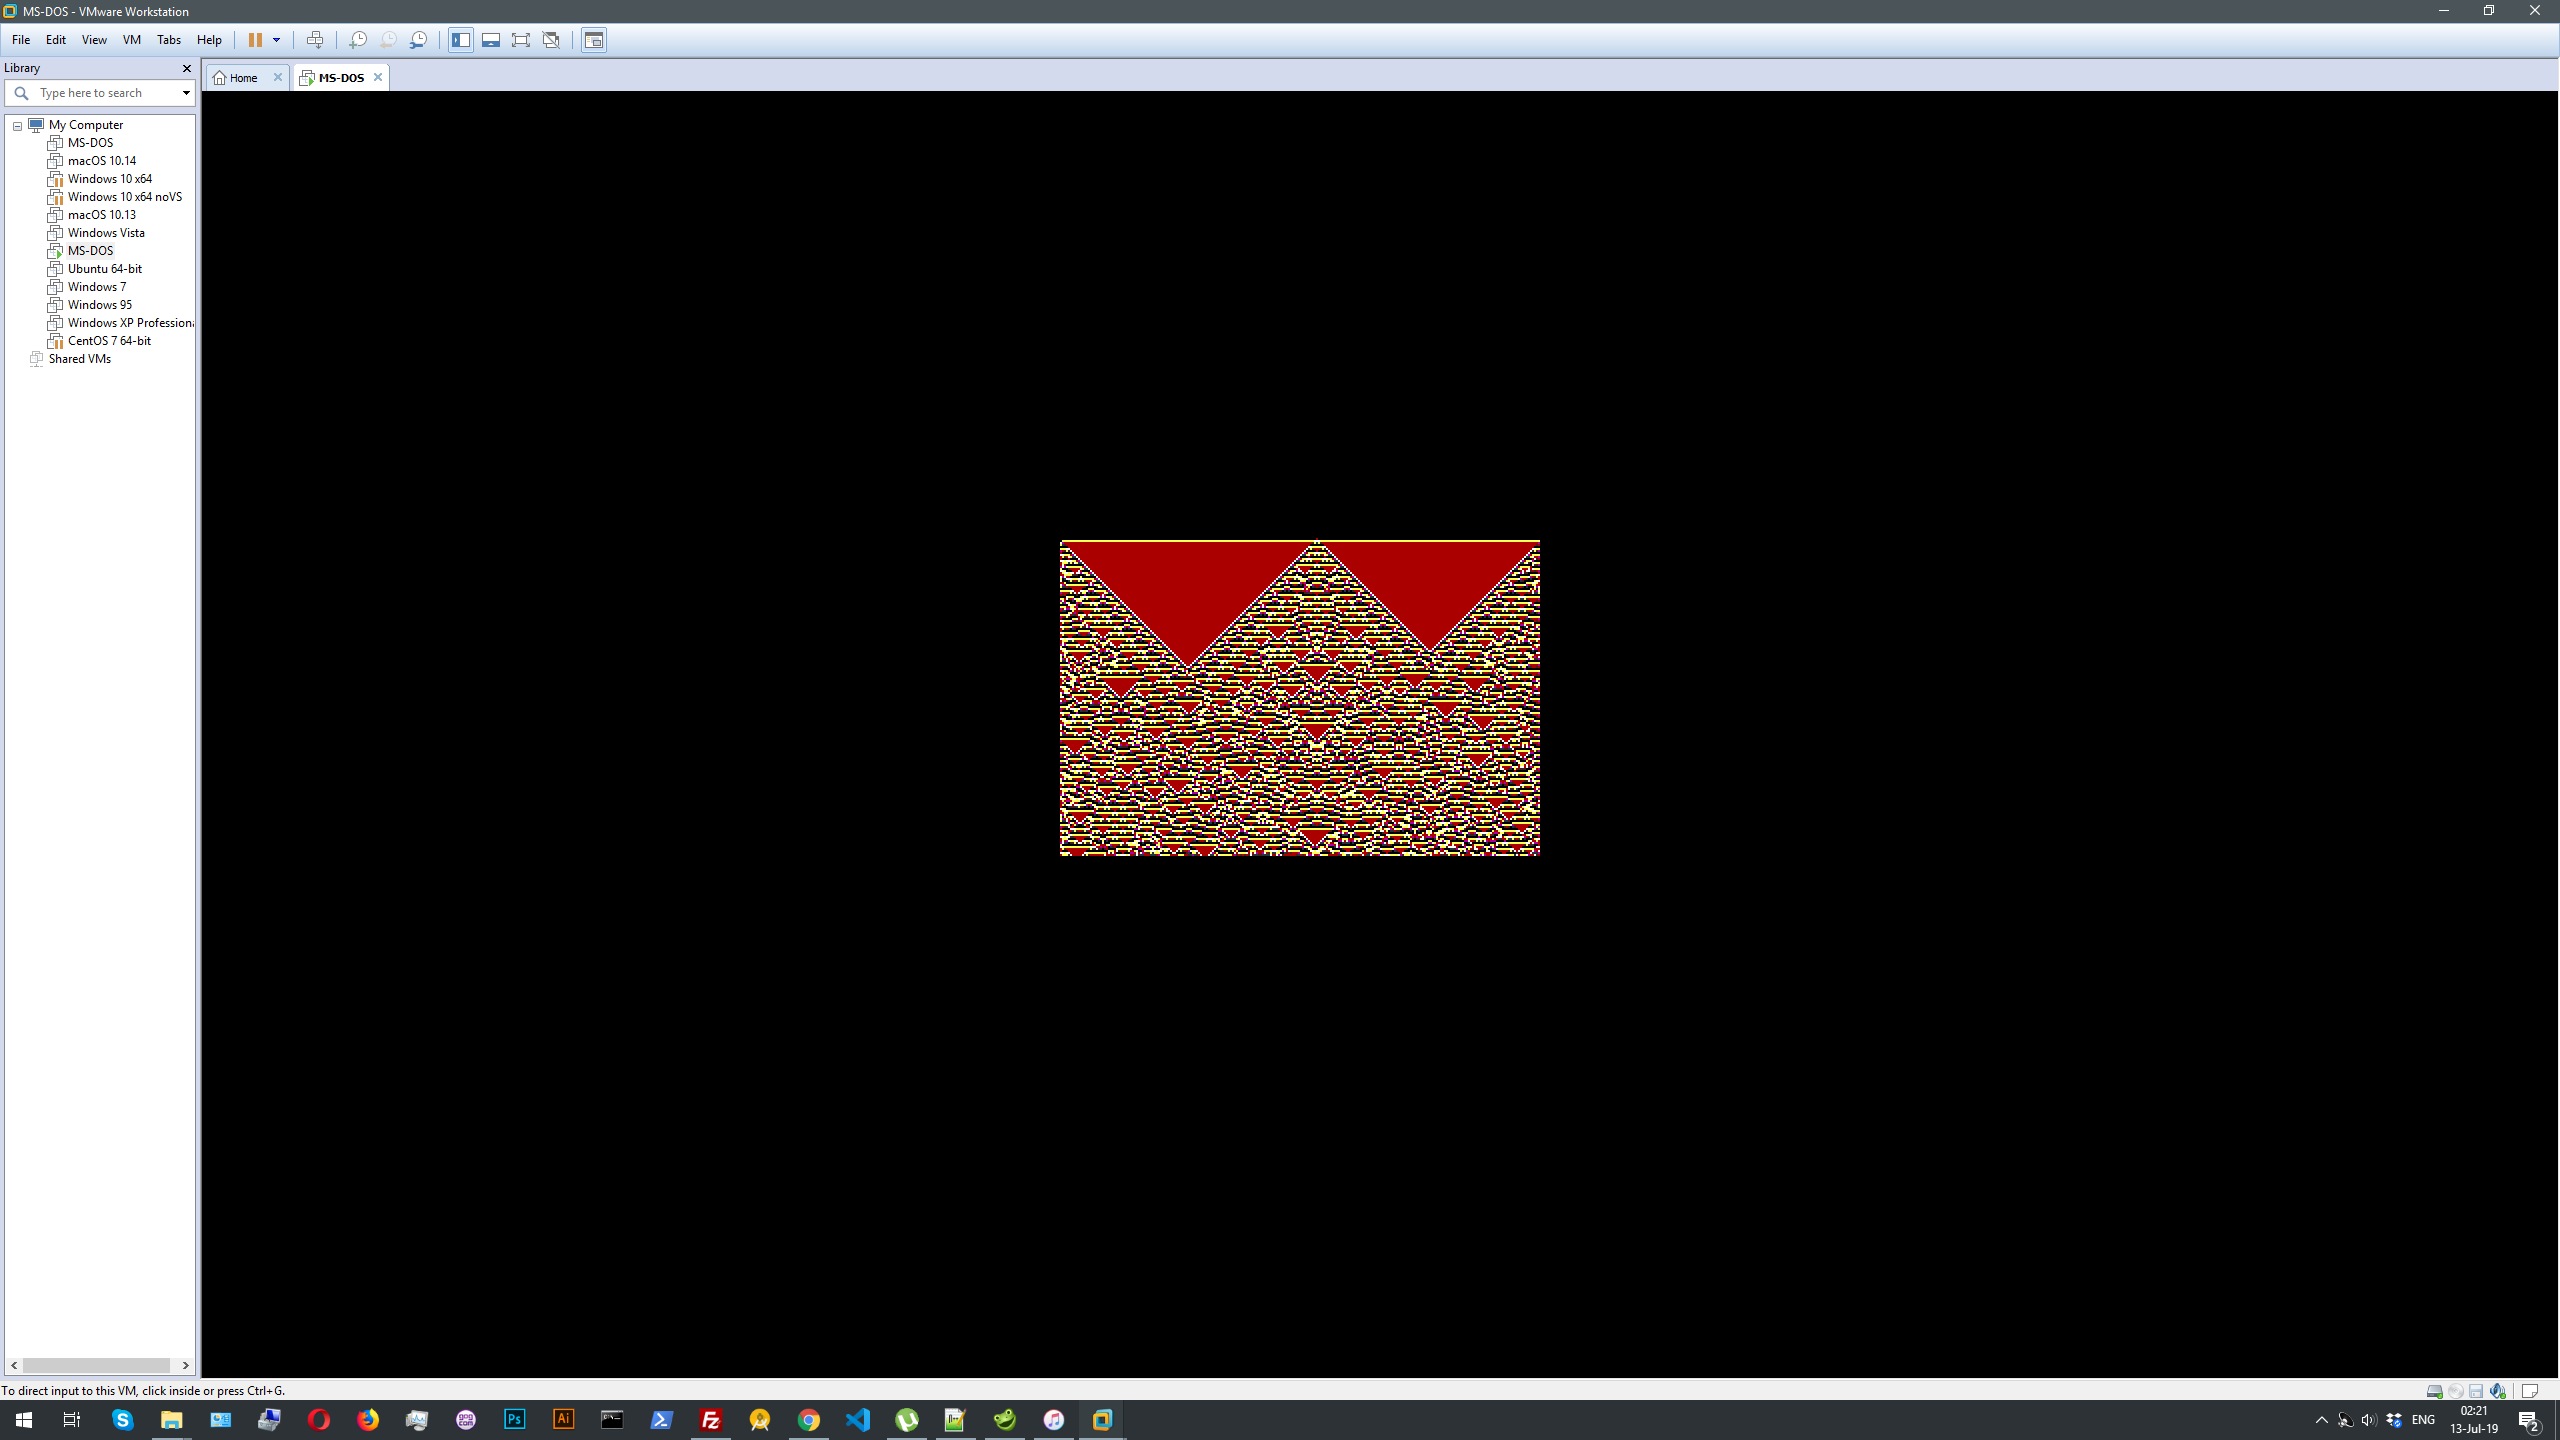 MS-DOS - VMware Workstation
File Edit View VM Tabs Help
Library
Type here to search
My Computer
MS-DOS
macOS 10.14
Windows 10 x64
Windows 10 x64 noVS
macOS 10.13
Windows Vista
MS-DOS
Ubuntu 64-bit
Windows 7
Windows 95
Windows XP Professiona
CentOS 7 64-bit
Shared VMs
Home
MS-DOS
To direct input to this VM, click inside or press Ctrl+G.
Ps
Ai
Fz
ENG
02:21
13-Jul-19
2